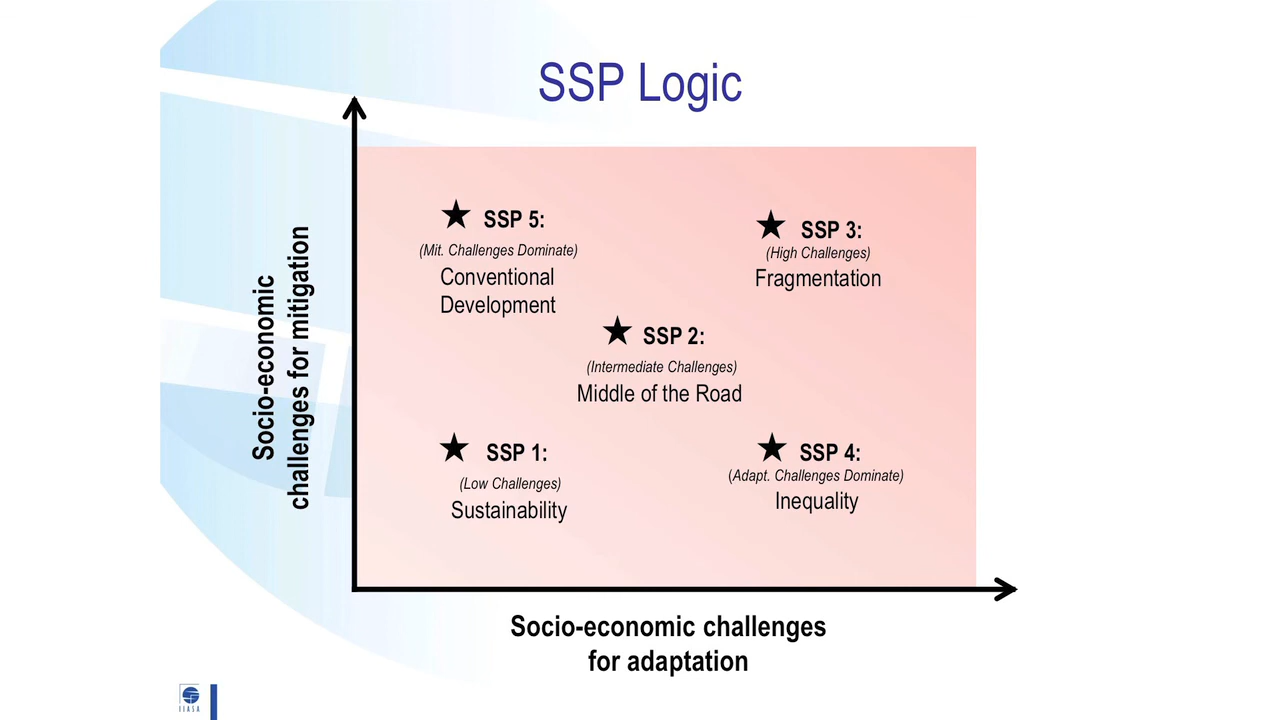 SSP Logic
Socio-economic
challenges for mitigation
SSP 5:
(Mit. Challenges Dominate)
Conventional
Development
SSP 3:
(High Challenges)
Fragmentation
SSP 2:
(Intermediate Challenges)
Middle of the Road
SSP 1:
(Low Challenges)
Sustainability
SSP 4:
(Adapt. Challenges Dominate)
Inequality
Socio-economic challenges
for adaptation
IIASA